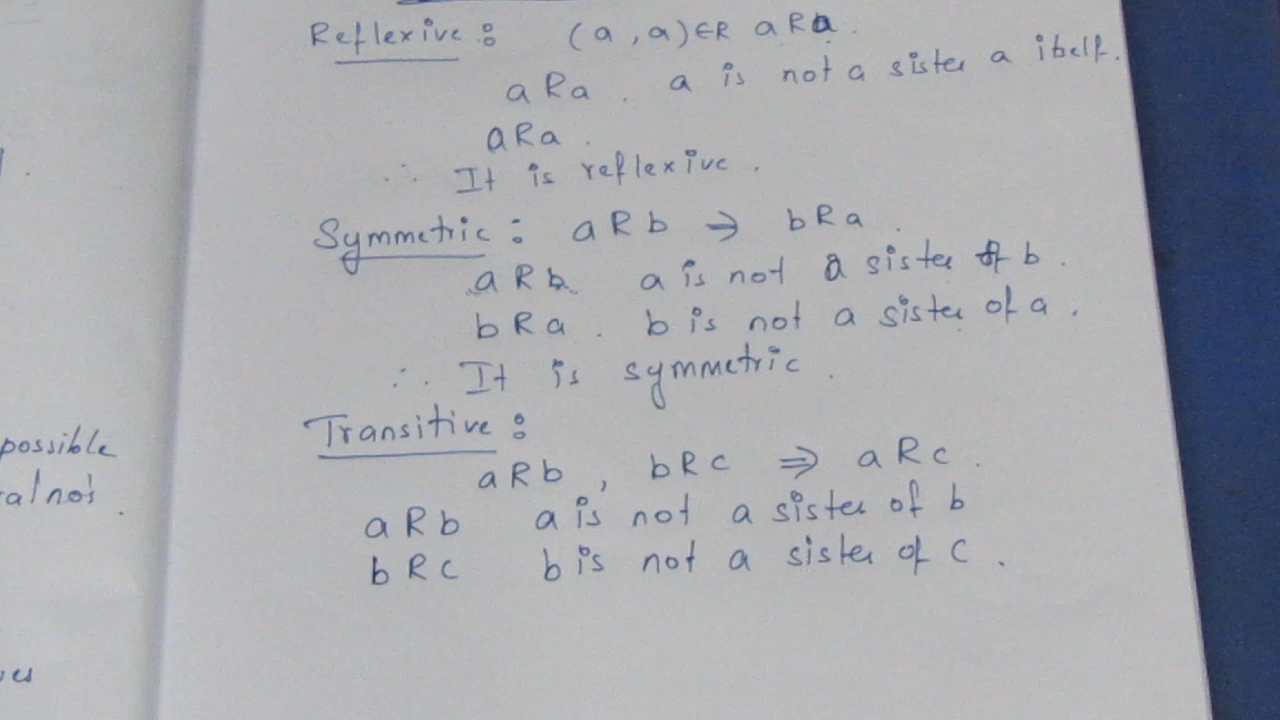 Reflexive : (a, a) ∈ R aRa.
aRa. a is not a sister a itself.
aRa.
∴ It is reflexive.
Symmetric : aRb → bRa.
aRb. a is not a sister of b.
bRa. b is not a sister of a.
∴ It is symmetric.
Transitive :
aRb, bRc ⇒ aRc.
aRb a is not a sister of b
bRc b is not a sister of c.
possible
al no's.